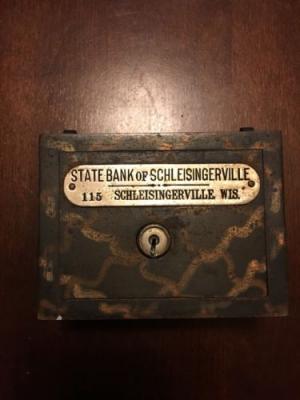 STATE BANK OF SCHLEISINGERVILLE
115 SCHLEISINGERVILLE, WIS.